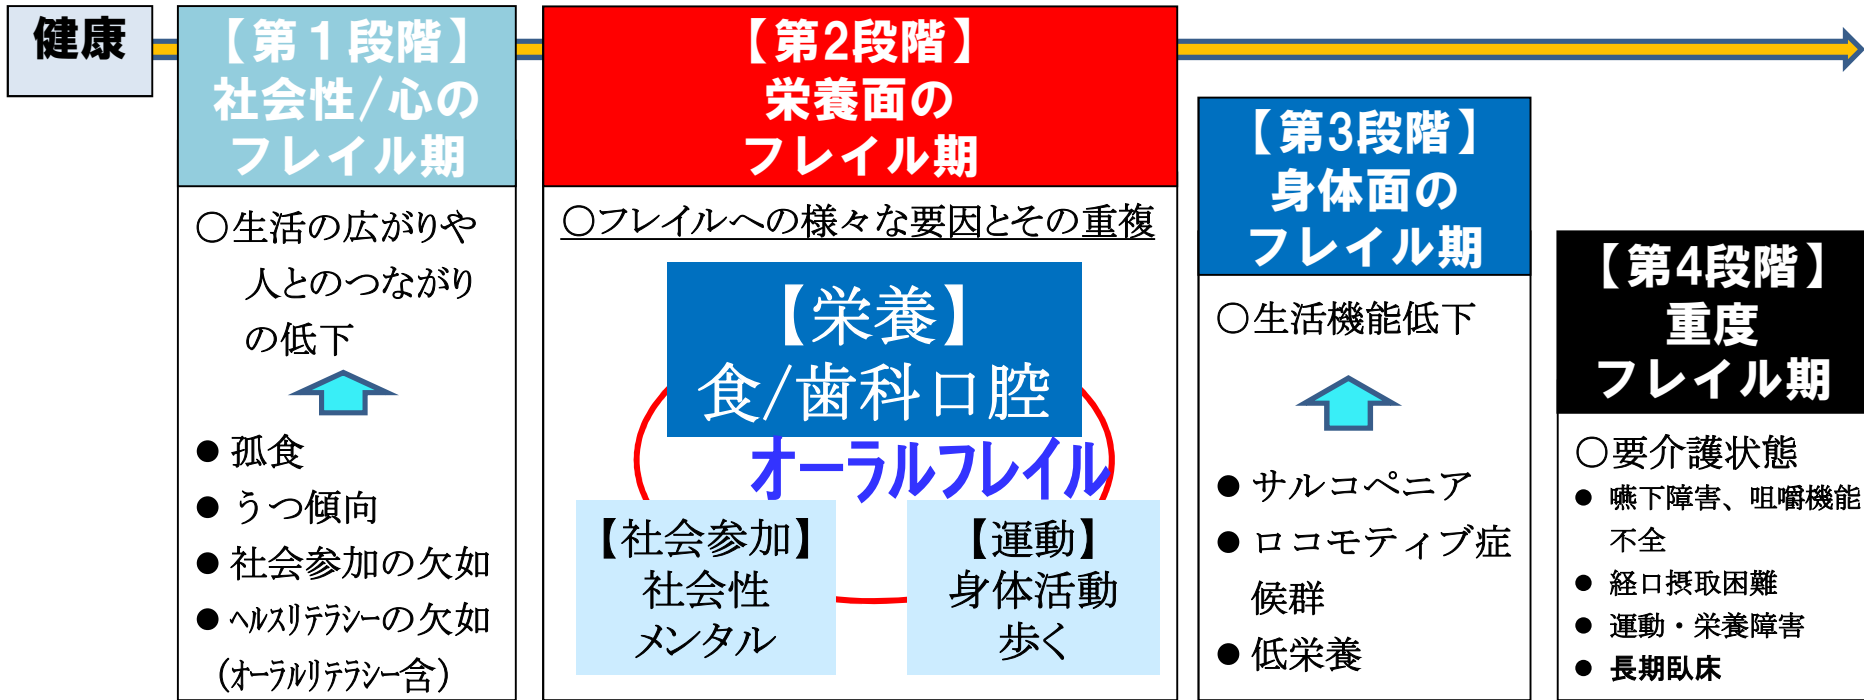 健康
【第１段階】
社会性/心の
フレイル期
○生活の広がりや
人とのつながり
の低下
● 孤食
● うつ傾向
● 社会参加の欠如
● ヘルスリテラシーの欠如
（オーラルリテラシー含）
【第2段階】
栄養面の
フレイル期
○フレイルへの様々な要因とその重複
【栄養】
食/歯科口腔
オーラルフレイル
【社会参加】
社会性
メンタル
【運動】
身体活動
歩く
【第3段階】
身体面の
フレイル期
○生活機能低下
● サルコペニア
● ロコモティブ症
候群
● 低栄養
【第4段階】
重度
フレイル期
○要介護状態
● 嚥下障害、咀嚼機能
不全
● 経口摂取困難
● 運動・栄養障害
● 長期臥床